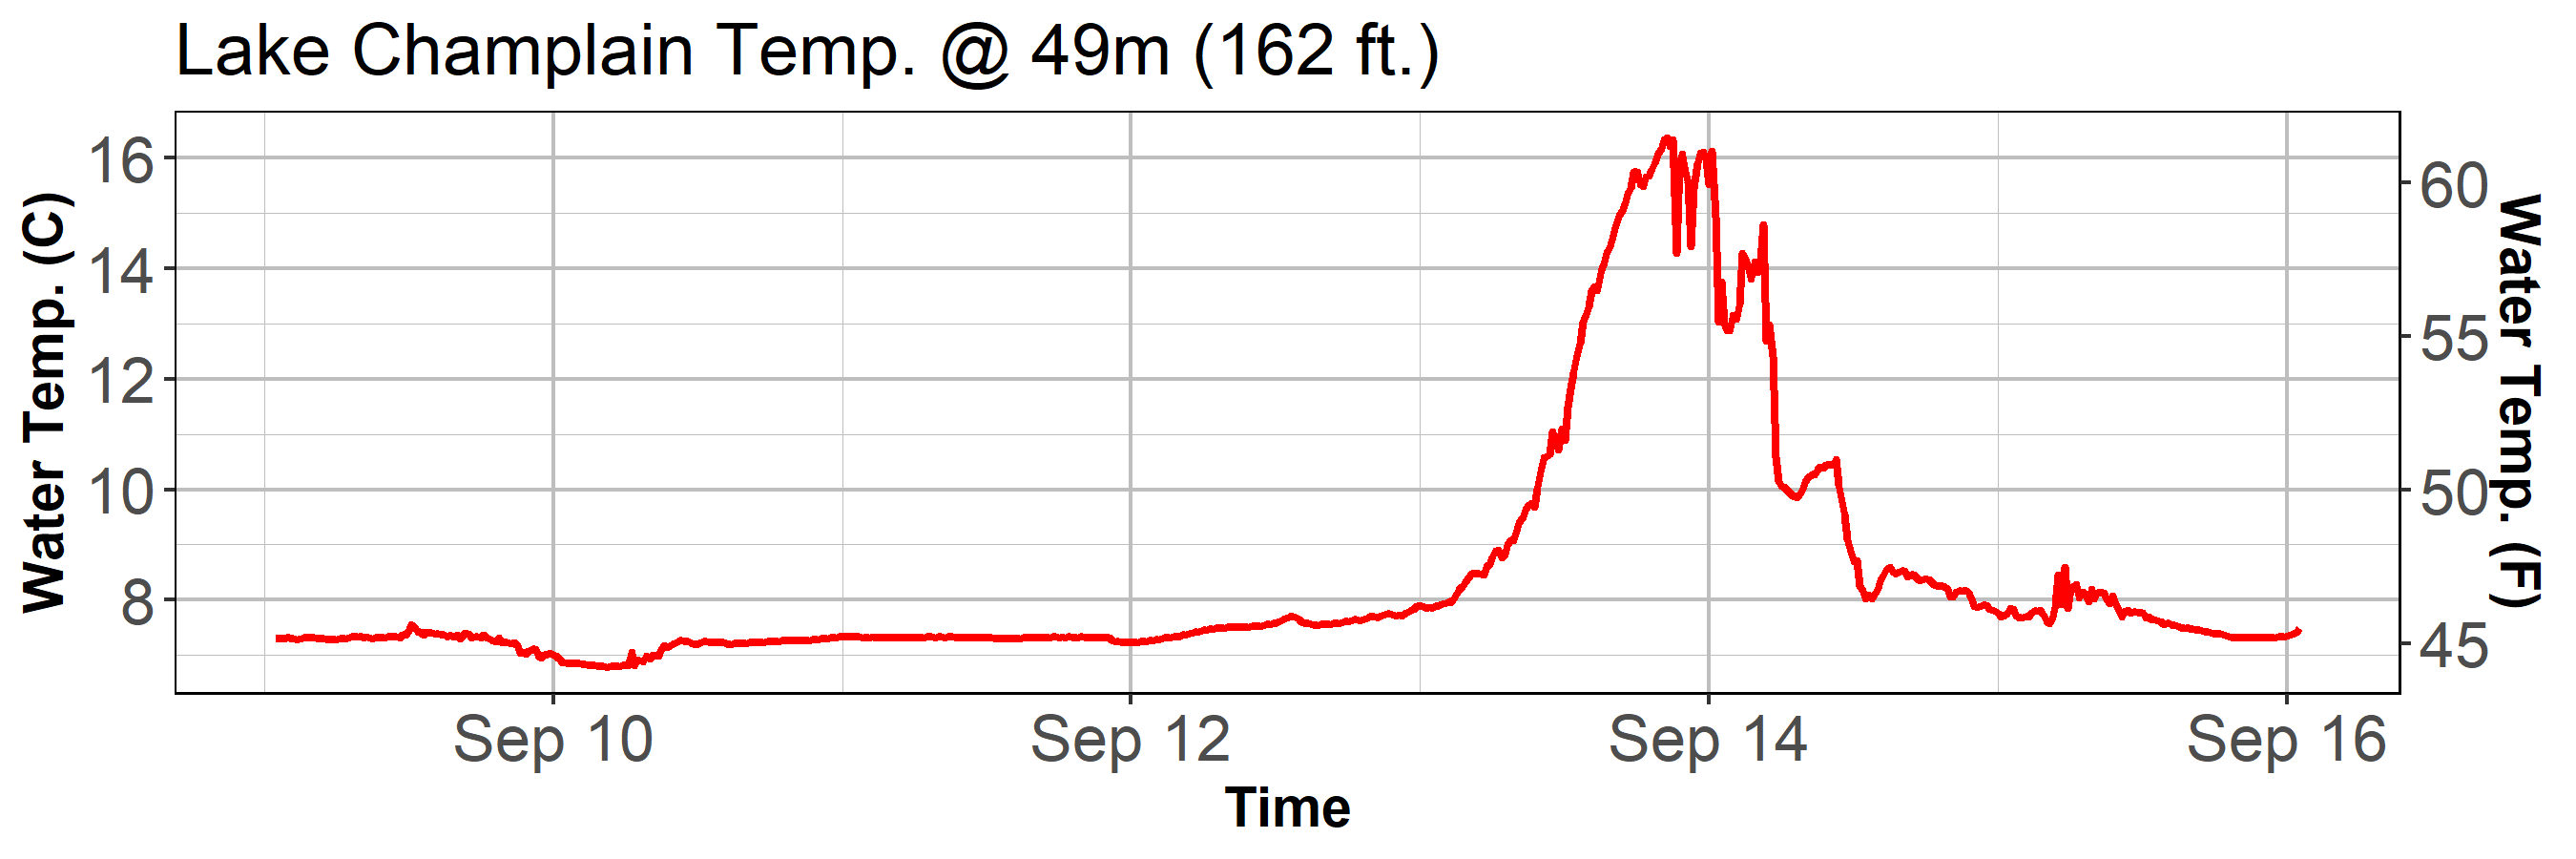 Lake Champlain Temp. @ 49m (162 ft.)
Water Temp. (C)
16
14
12
10
8
60
55
50
45
Water Temp. (F)
Sep 10
Sep 12
Sep 14
Sep 16
Time